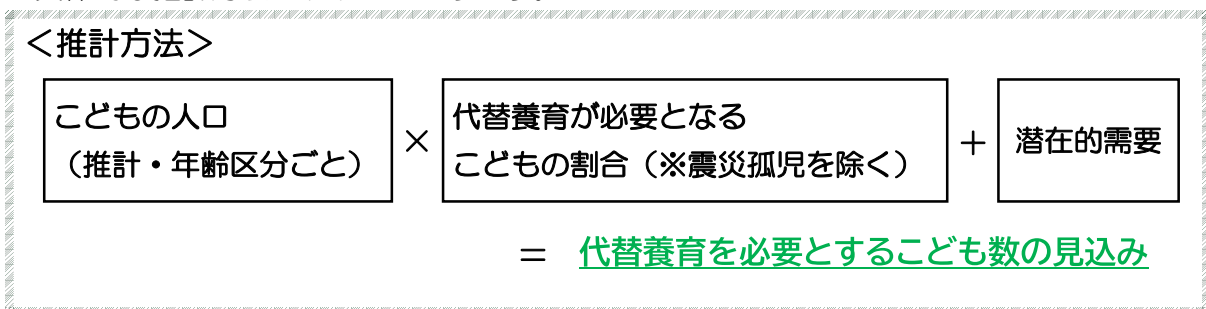 ＜推計方法＞
こどもの人口
（推計・年齢区分ごと）
×
代替養育が必要となる
こどもの割合（※震災孤児を除く）
＋
潜在的需要
＝ 代替養育を必要とするこども数の見込み